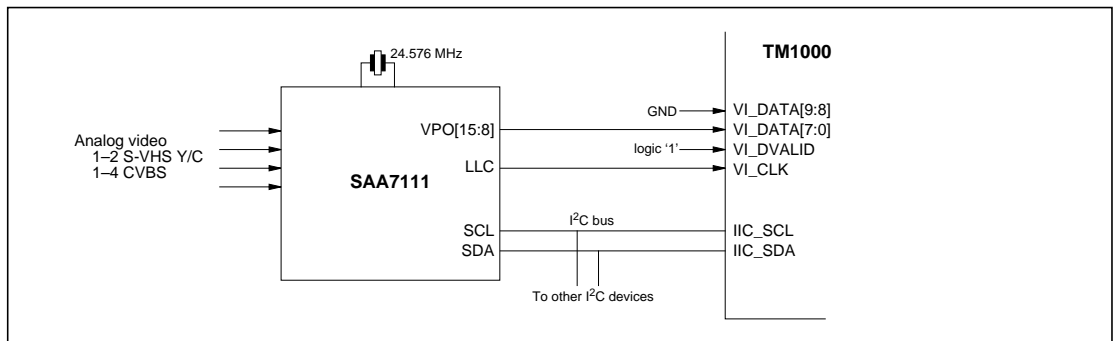 24.576 MHz
TM1000
Analog video
1–2 S-VHS Y/C
1–4 CVBS
SAA7111
VPO[15:8]
LLC
SCL
SDA
GND
logic ‘1’
VI_DATA[9:8]
VI_DATA[7:0]
VI_DVALID
VI_CLK
I²C bus
IIC_SCL
IIC_SDA
To other I²C devices